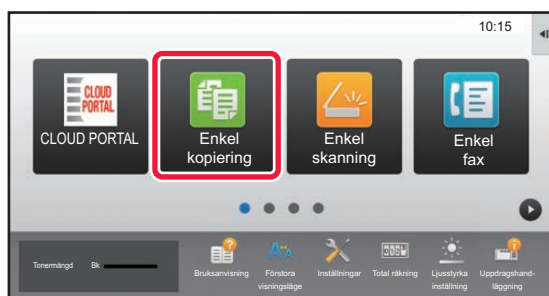 10:15
CLOUD
PORTAL
CLOUD PORTAL
Enkel
kopiering
Enkel
skanning
Enkel
fax
Tonermängd
Bk
Bruksanvisning
Förstora
visningsläge
Inställningar
Total räkning
Ljusstyrka
inställning
Uppdragshand-
läggning